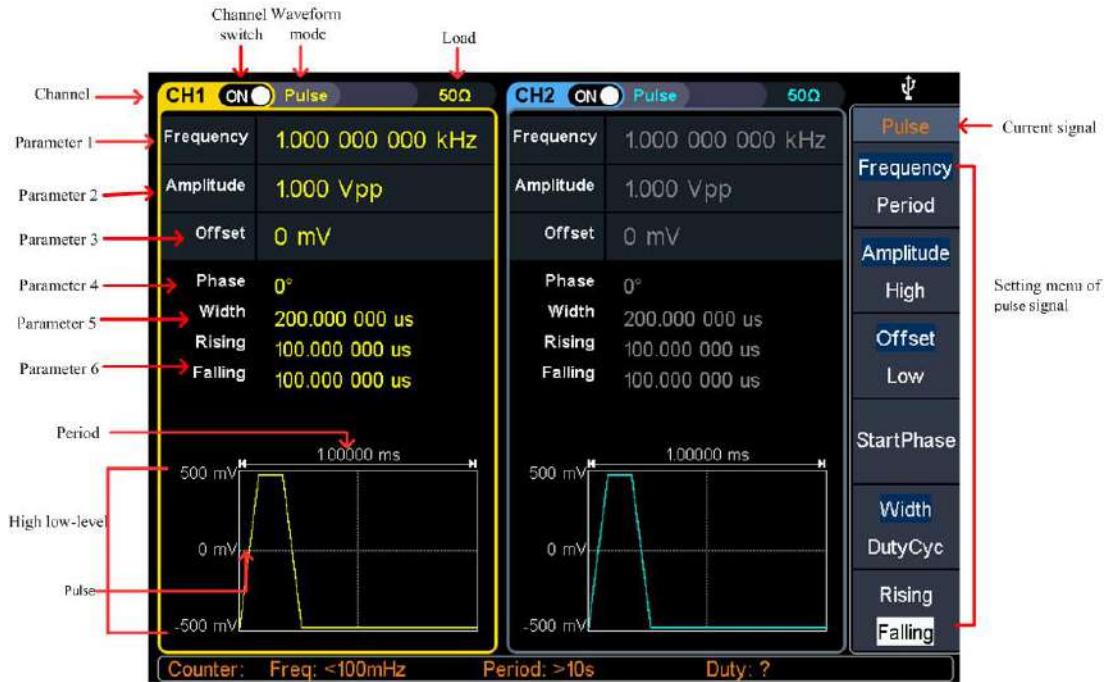 Channel switch
Waveform mode
Load
Channel
CH1 ON Pulse 50Ω
CH2 ON Pulse 50Ω
Parameter 1
Frequency 1.000 000 000 kHz
Frequency 1.000 000 000 kHz
Parameter 2
Amplitude 1.000 Vpp
Amplitude 1.000 Vpp
Parameter 3
Offset 0 mV
Offset 0 mV
Parameter 4
Phase 0°
Phase 0°
Parameter 5
Width 200.000 000 us
Width 200.000 000 us
Rising 100.000 000 us
Rising 100.000 000 us
Parameter 6
Falling 100.000 000 us
Falling 100.000 000 us
Period
1.00000 ms
1.00000 ms
500 mV
500 mV
High low-level
0 mV
0 mV
Pulse
-500 mV
-500 mV
Counter: Freq: <100mHz Period: >10s Duty: ?
Pulse
Current signal
Frequency
Period
Amplitude
High
Setting menu of
pulse signal
Offset
Low
StartPhase
Width
DutyCyc
Rising
Falling